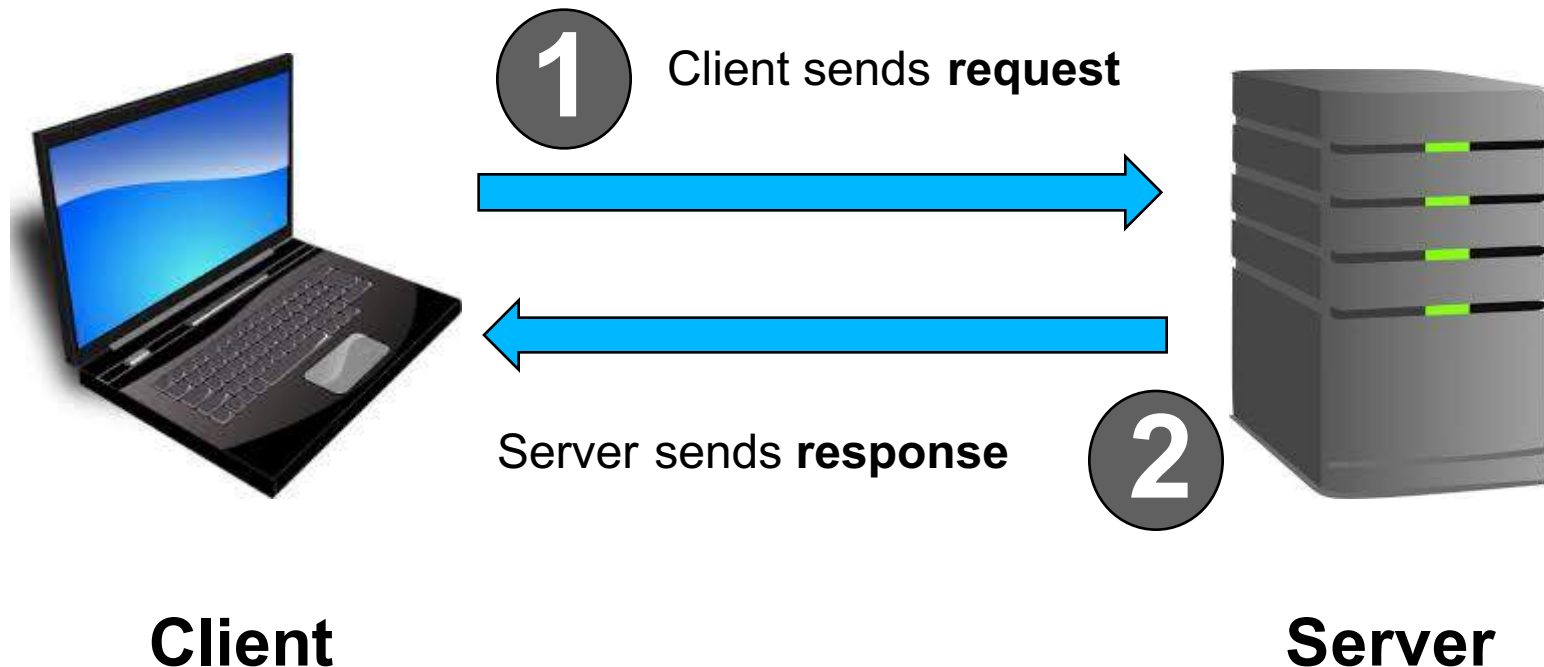 1
Client sends request
Server sends response
2
Client
Server